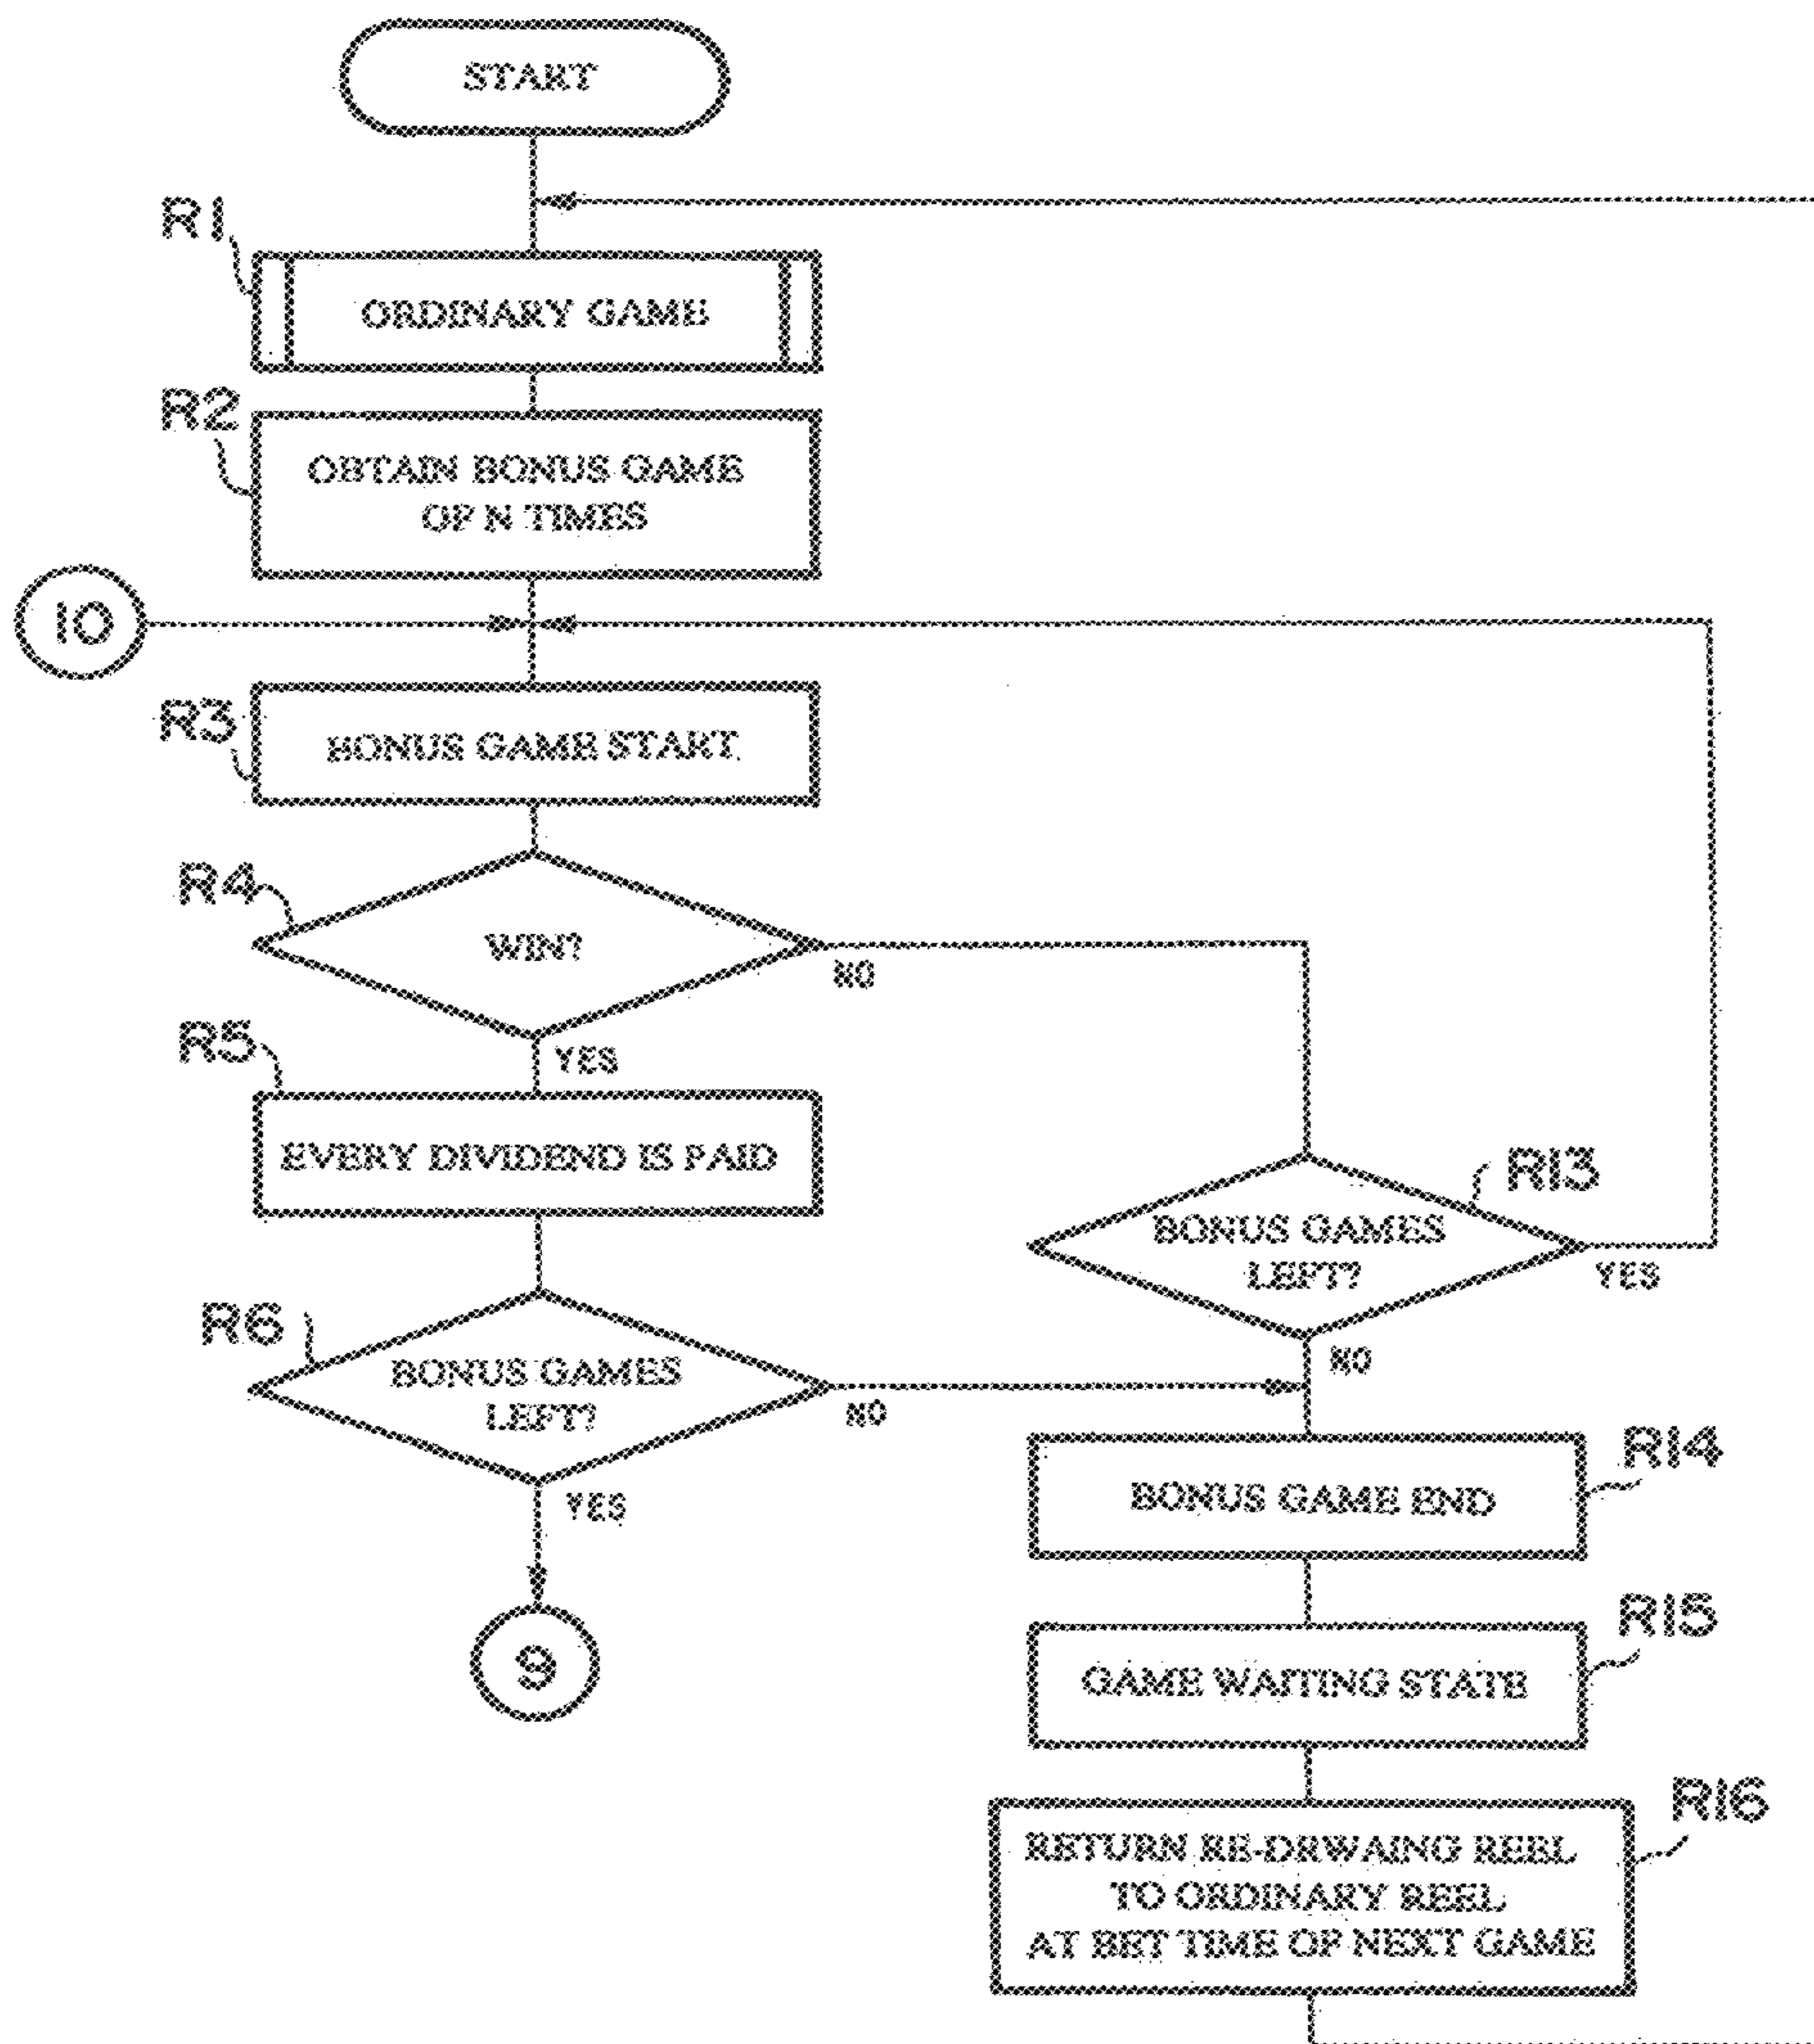 START
R1
ORDINARY GAME
R2
OBTAIN BONUS GAME
OF N TIMES
10
R3
BONUS GAME START
R4
WIN?
NO
YES
R5
EVERY DIVIDEND IS PAID
R13
BONUS GAMES
LEFT?
YES
NO
R6
BONUS GAMES
LEFT?
NO
YES
9
R14
BONUS GAME END
R15
GAME WAITING STATE
R16
RETURN RE-DRWAING REEL
TO ORDINARY REEL
AT BET TIME OF NEXT GAME